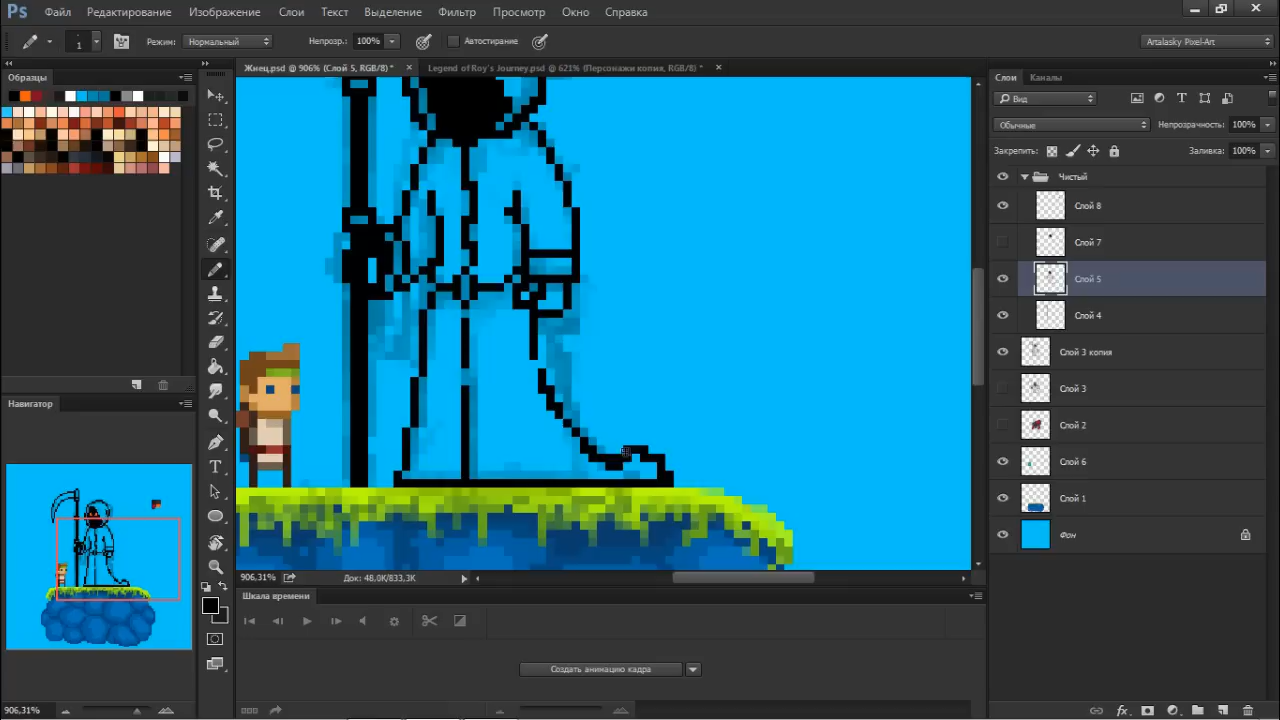 Ps Файл Редактирование Изображение Слои Текст Выделение Фильтр Просмотр Окно Справка
1 Режим: Нормальный Непрозр.: 100% Автостирание Artalasky Pixel-Art
Образцы
Жнец.psd @ 906% (Слой 5, RGB/8) * × Legend of Roy's Journey.psd @ 621% (Персонажи копия, RGB/8) * ×
Слои Каналы
Вид
Обычные Непрозрачность: 100%
Закрепить: Заливка: 100%
Чистый
Слой 8
Слой 7
Слой 5
Слой 4
Слой 3 копия
Слой 3
Слой 2
Слой 6
Слой 1
Фон
Навигатор
906,31%
906,31% Док: 48,0K/833,3K
Шкала времени
Создать анимацию кадра